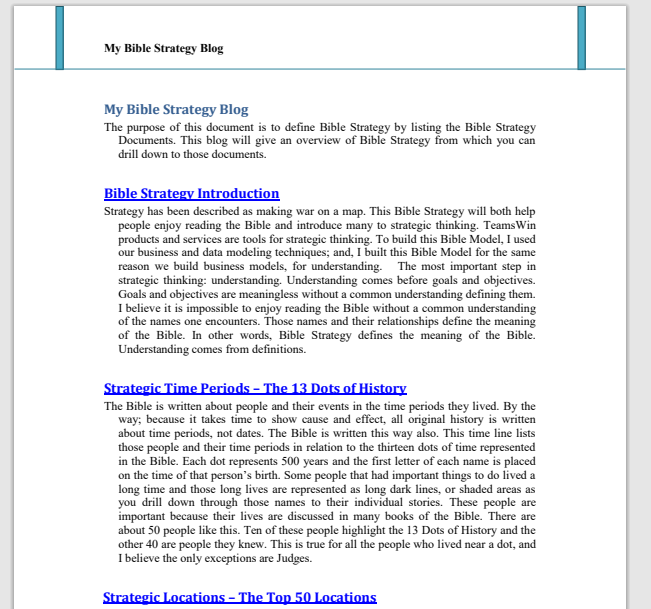 My Bible Strategy Blog
My Bible Strategy Blog
The purpose of this document is to define Bible Strategy by listing the Bible Strategy
Documents. This blog will give an overview of Bible Strategy from which you can
drill down to those documents.
Bible Strategy Introduction
Strategy has been described as making war on a map. This Bible Strategy will both help
people enjoy reading the Bible and introduce many to strategic thinking. TeamsWin
products and services are tools for strategic thinking. To build this Bible Model, I used
our business and data modeling techniques; and, I built this Bible Model for the same
reason we build business models, for understanding. The most important step in
strategic thinking: understanding. Understanding comes before goals and objectives.
Goals and objectives are meaningless without a common understanding defining them.
I believe it is impossible to enjoy reading the Bible without a common understanding
of the names one encounters. Those names and their relationships define the meaning
of the Bible. In other words, Bible Strategy defines the meaning of the Bible.
Understanding comes from definitions.
Strategic Time Periods – The 13 Dots of History
The Bible is written about people and their events in the time periods they lived. By the
way; because it takes time to show cause and effect, all original history is written
about time periods, not dates. The Bible is written this way also. This time line lists
those people and their time periods in relation to the thirteen dots of time represented
in the Bible. Each dot represents 500 years and the first letter of each name is placed
on the time of that person's birth. Some people that had important things to do lived a
long time and those long lives are represented as long dark lines, or shaded areas as
you drill down through those names to their individual stories. These people are
important because their lives are discussed in many books of the Bible. There are
about 50 people like this. Ten of these people highlight the 13 Dots of History and the
other 40 are people they knew. This is true for all the people who lived near a dot, and
I believe the only exceptions are Judges.
Strategic Locations – The Top 50 Locations